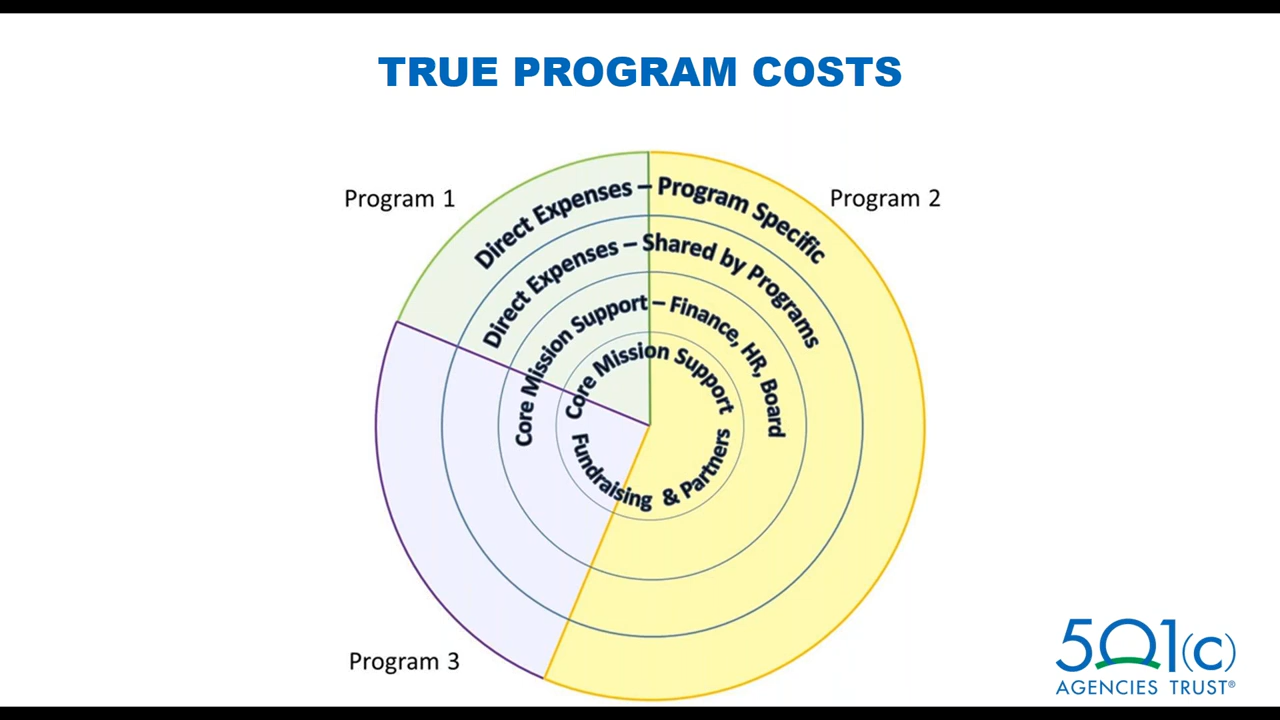 TRUE PROGRAM COSTS
Program 1
Program 2
Direct Expenses – Program Specific
Direct Expenses – Shared by Programs
Core Mission Support – Finance, HR, Board
Core Mission Support
Fundraising & Partners
Program 3
501(c)
AGENCIES TRUST®